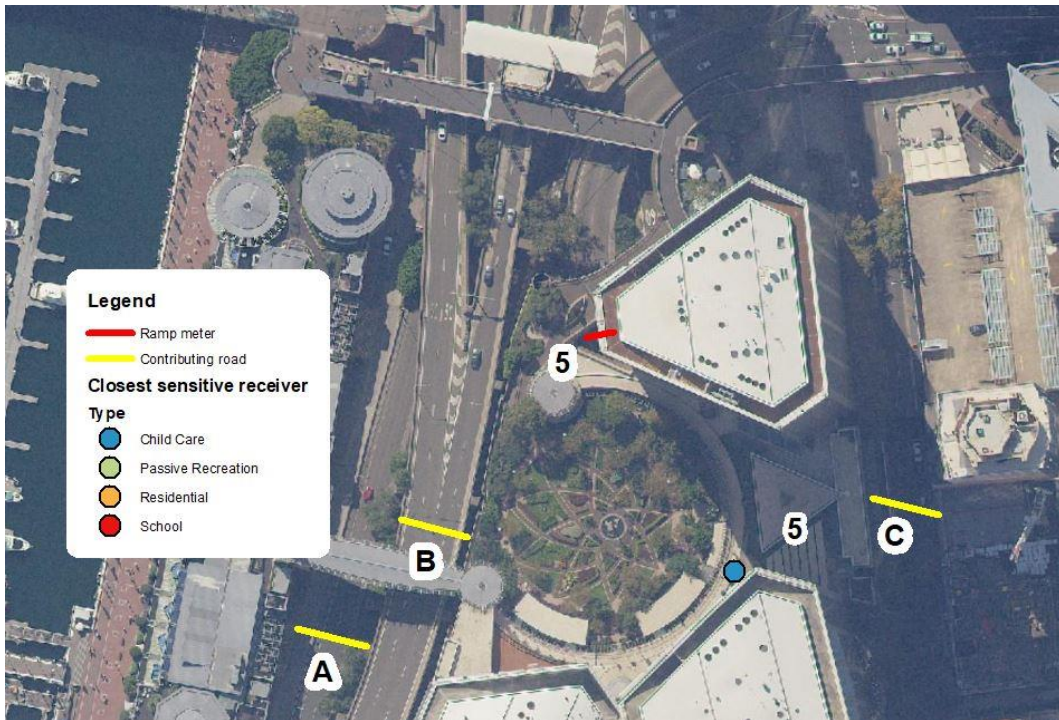 Legend
Ramp meter
Contributing road
Closest sensitive receiver
Type
Child Care
Passive Recreation
Residential
School
5
5
C
B
A